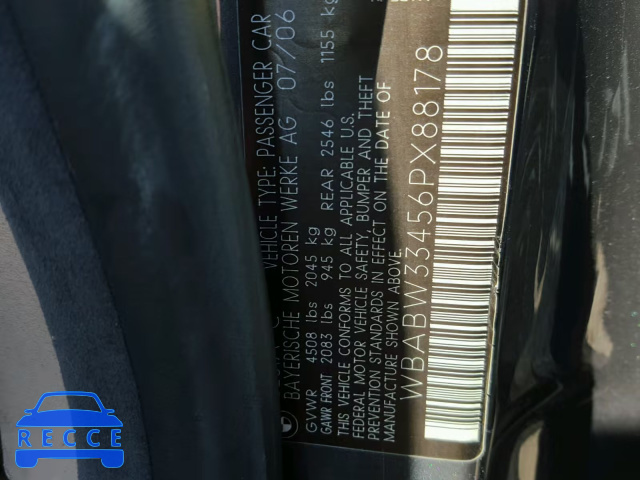 VEHICLE TYPE: PASSENGER CAR
BAYERISCHE MOTOREN WERKE AG 07/06
GVWR 4508 lbs 2045 kg
GAWR FRONT 2083 lbs 945 kg REAR 2546 lbs 1155 kg
THIS VEHICLE CONFORMS TO ALL APPLICABLE U.S.
FEDERAL MOTOR VEHICLE SAFETY, BUMPER AND THEFT
PREVENTION STANDARDS IN EFFECT ON THE DATE OF
MANUFACTURE SHOWN ABOVE.
WBABW33456PX88178
RECCE